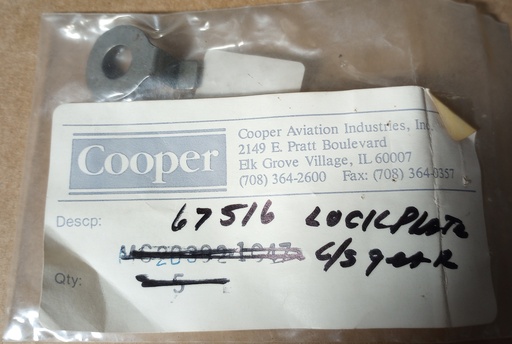 Cooper
Cooper Aviation Industries, Inc.
2149 E. Pratt Boulevard
Elk Grove Village, IL 60007
(708) 364-2600 Fax: (708) 364-0357
Descp:
67516 LOCKPLATE
C/S gear
Qty:
5